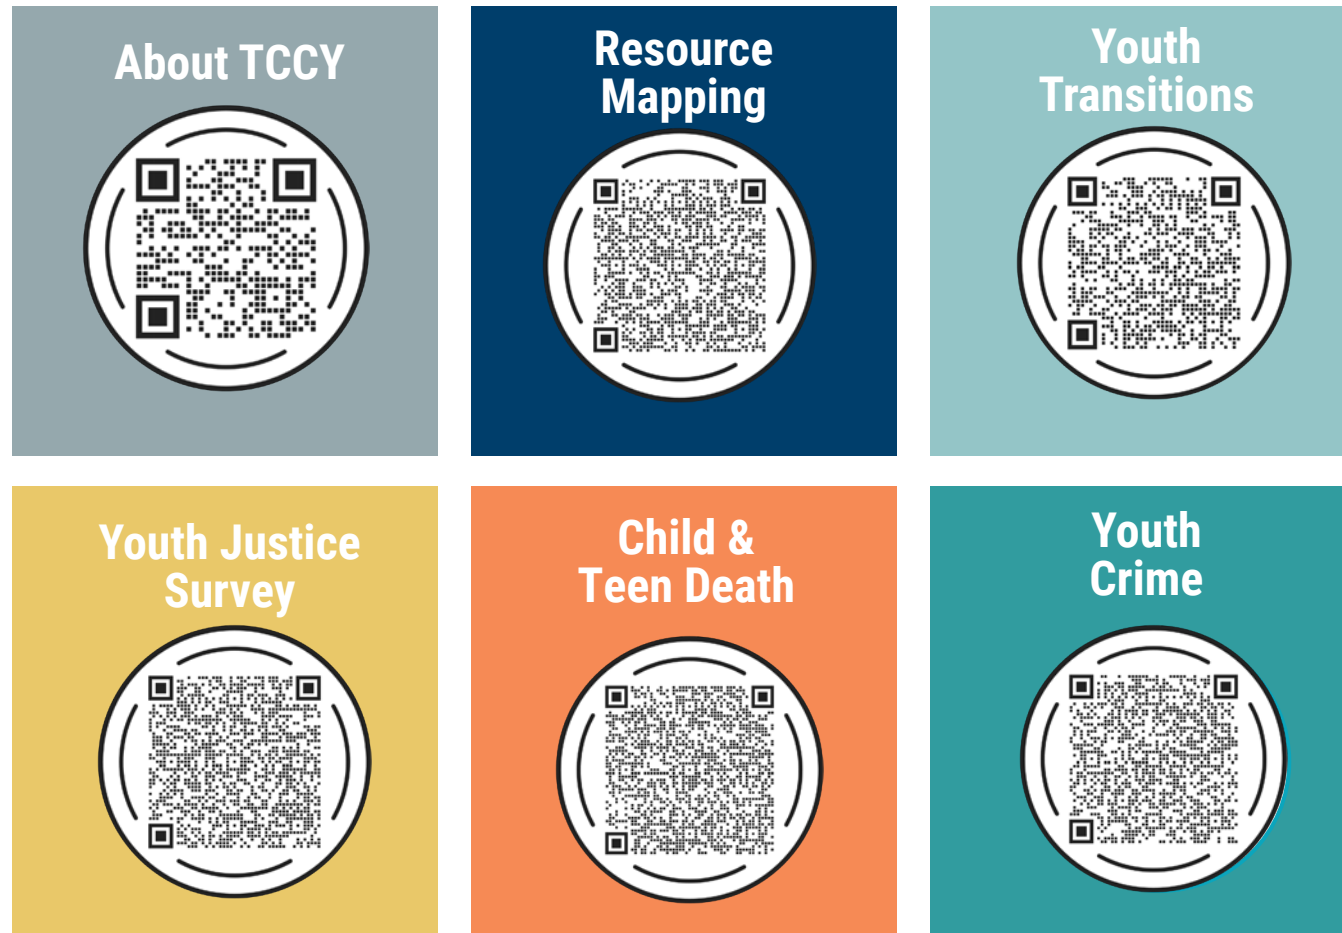 About TCCY
Resource
Mapping
Youth
Transitions
Youth Justice
Survey
Child &
Teen Death
Youth
Crime